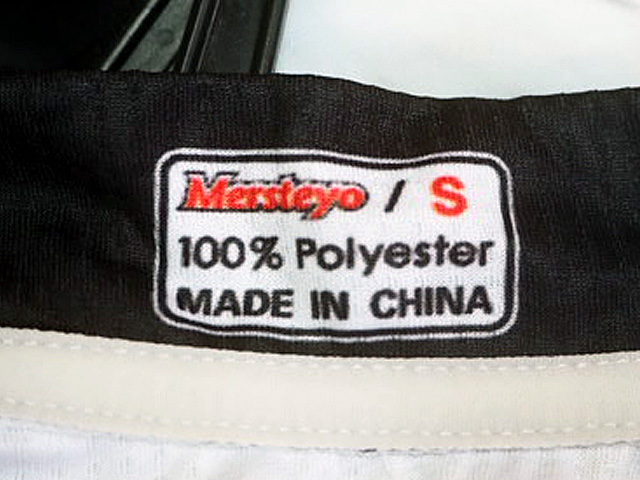 Mersteyo / S
100% Polyester
MADE IN CHINA